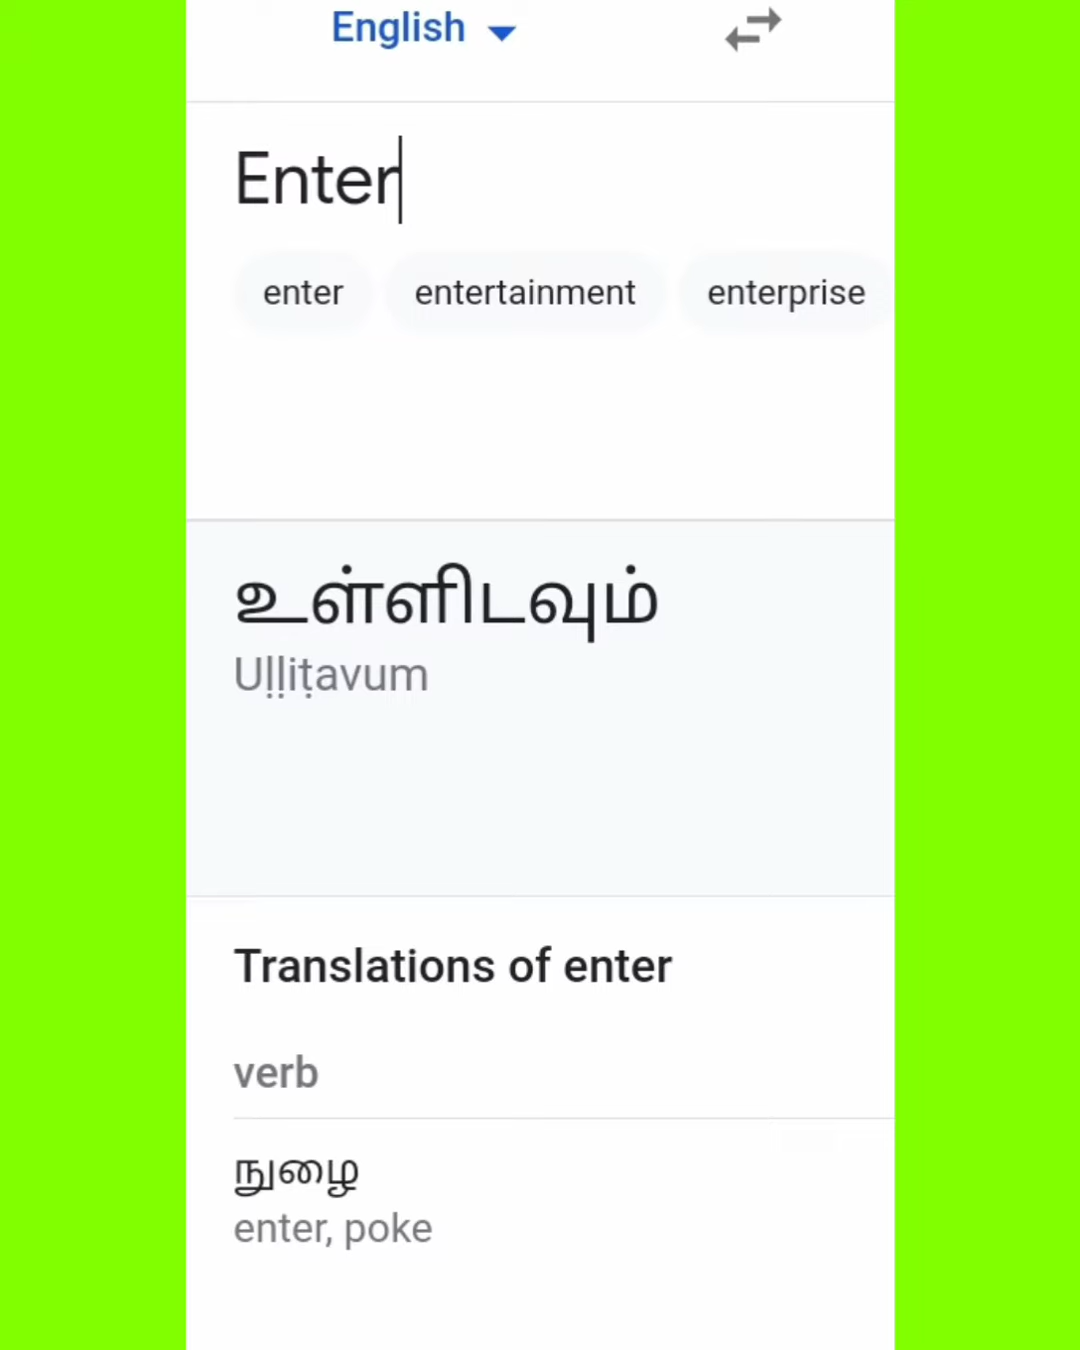 English
Enter
enter entertainment enterprise
உள்ளிடவும்
Uḷḷiṭavum
Translations of enter
verb
நுழை
enter, poke